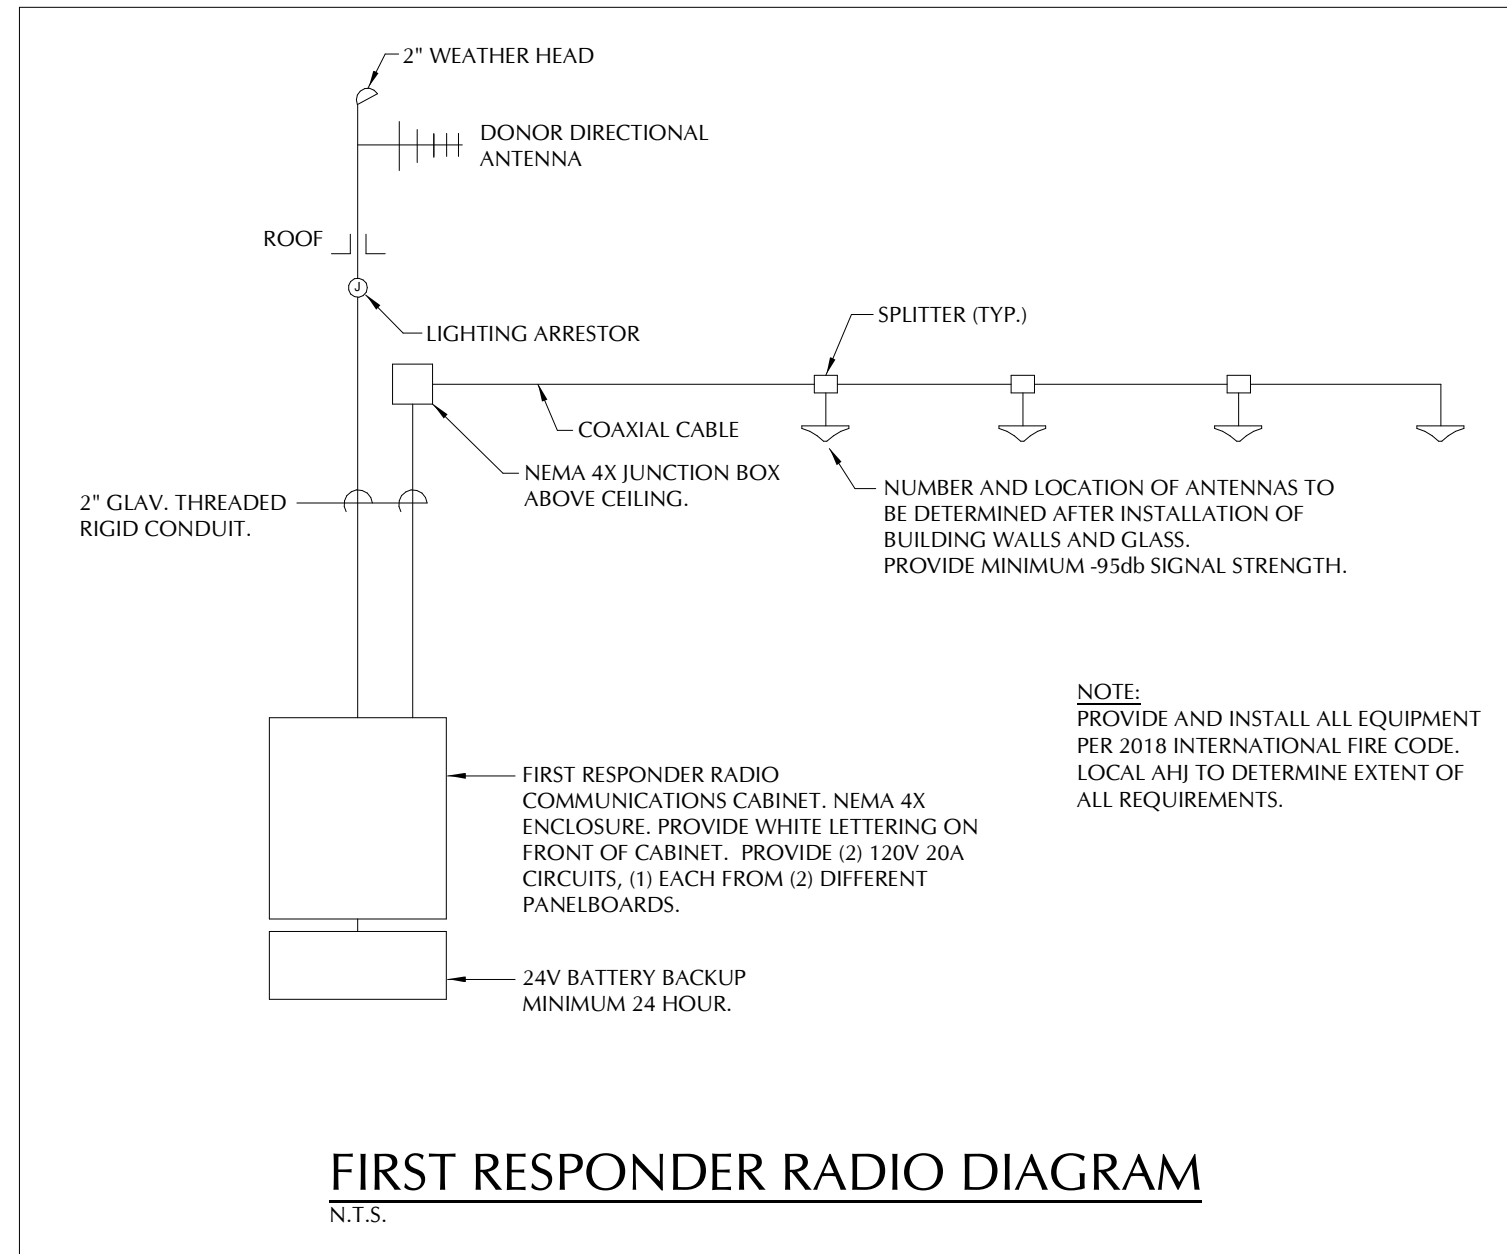 2" WEATHER HEAD
DONOR DIRECTIONAL
ANTENNA
ROOF
J
LIGHTING ARRESTOR
SPLITTER (TYP.)
COAXIAL CABLE
NEMA 4X JUNCTION BOX
ABOVE CEILING.
2" GLAV. THREADED
RIGID CONDUIT.
NUMBER AND LOCATION OF ANTENNAS TO
BE DETERMINED AFTER INSTALLATION OF
BUILDING WALLS AND GLASS.
PROVIDE MINIMUM -95db SIGNAL STRENGTH.
NOTE:
PROVIDE AND INSTALL ALL EQUIPMENT
PER 2018 INTERNATIONAL FIRE CODE.
LOCAL AHJ TO DETERMINE EXTENT OF
ALL REQUIREMENTS.
FIRST RESPONDER RADIO
COMMUNICATIONS CABINET. NEMA 4X
ENCLOSURE. PROVIDE WHITE LETTERING ON
FRONT OF CABINET.  PROVIDE (2) 120V 20A
CIRCUITS, (1) EACH FROM (2) DIFFERENT
PANELBOARDS.
24V BATTERY BACKUP
MINIMUM 24 HOUR.
FIRST RESPONDER RADIO DIAGRAM
N.T.S.